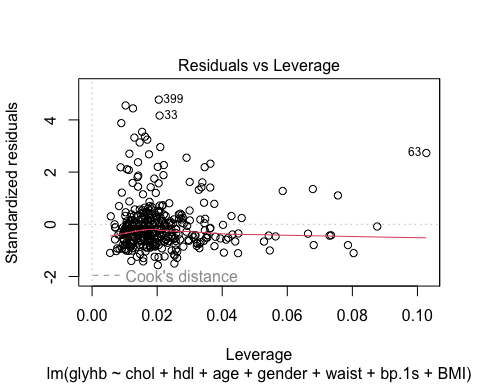 Residuals vs Leverage
Standardized residuals
4
2
0
-2
399
33
63
Cook's distance
0.00 0.02 0.04 0.06 0.08 0.10
Leverage
lm(glyhb ~ chol + hdl + age + gender + waist + bp.1s + BMI)